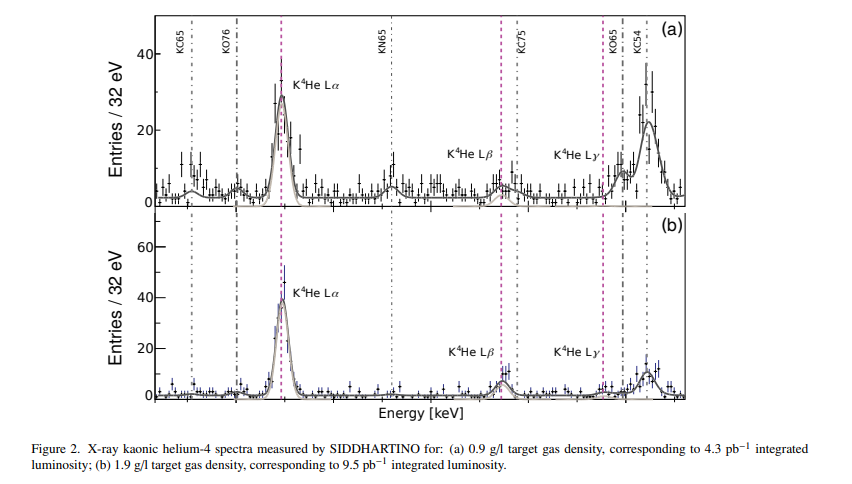 (a)
KC65
KO76
KN65
KC75
KO65
KC54
40
20
0
Entries / 32 eV
K⁴He Lα
K⁴He Lβ
K⁴He Lγ
(b)
60
40
20
0
Entries / 32 eV
K⁴He Lα
K⁴He Lβ
K⁴He Lγ
Energy [keV]
Figure 2. X-ray kaonic helium-4 spectra measured by SIDDHARTINO for: (a) 0.9 g/l target gas density, corresponding to 4.3 pb⁻¹ integrated
luminosity; (b) 1.9 g/l target gas density, corresponding to 9.5 pb⁻¹ integrated luminosity.